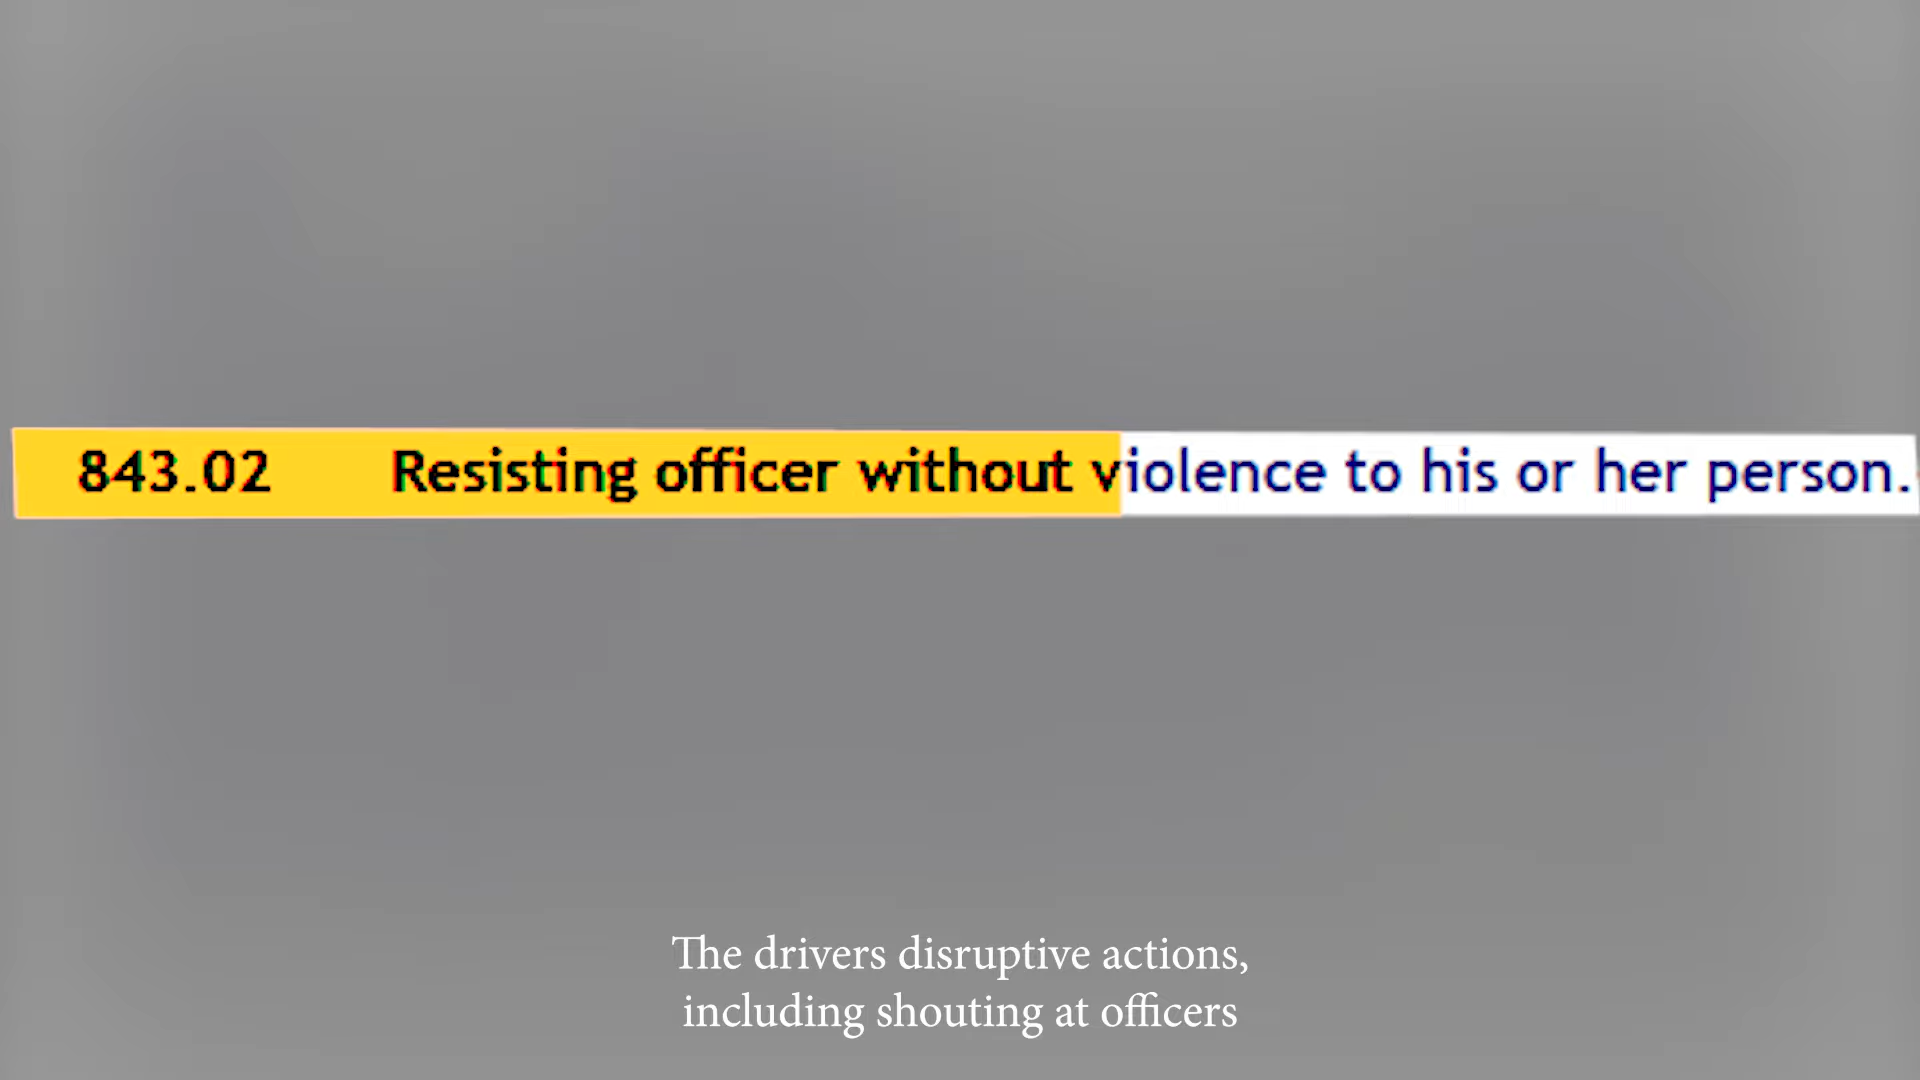 843.02 Resisting officer without violence to his or her person.
The drivers disruptive actions,
including shouting at officers